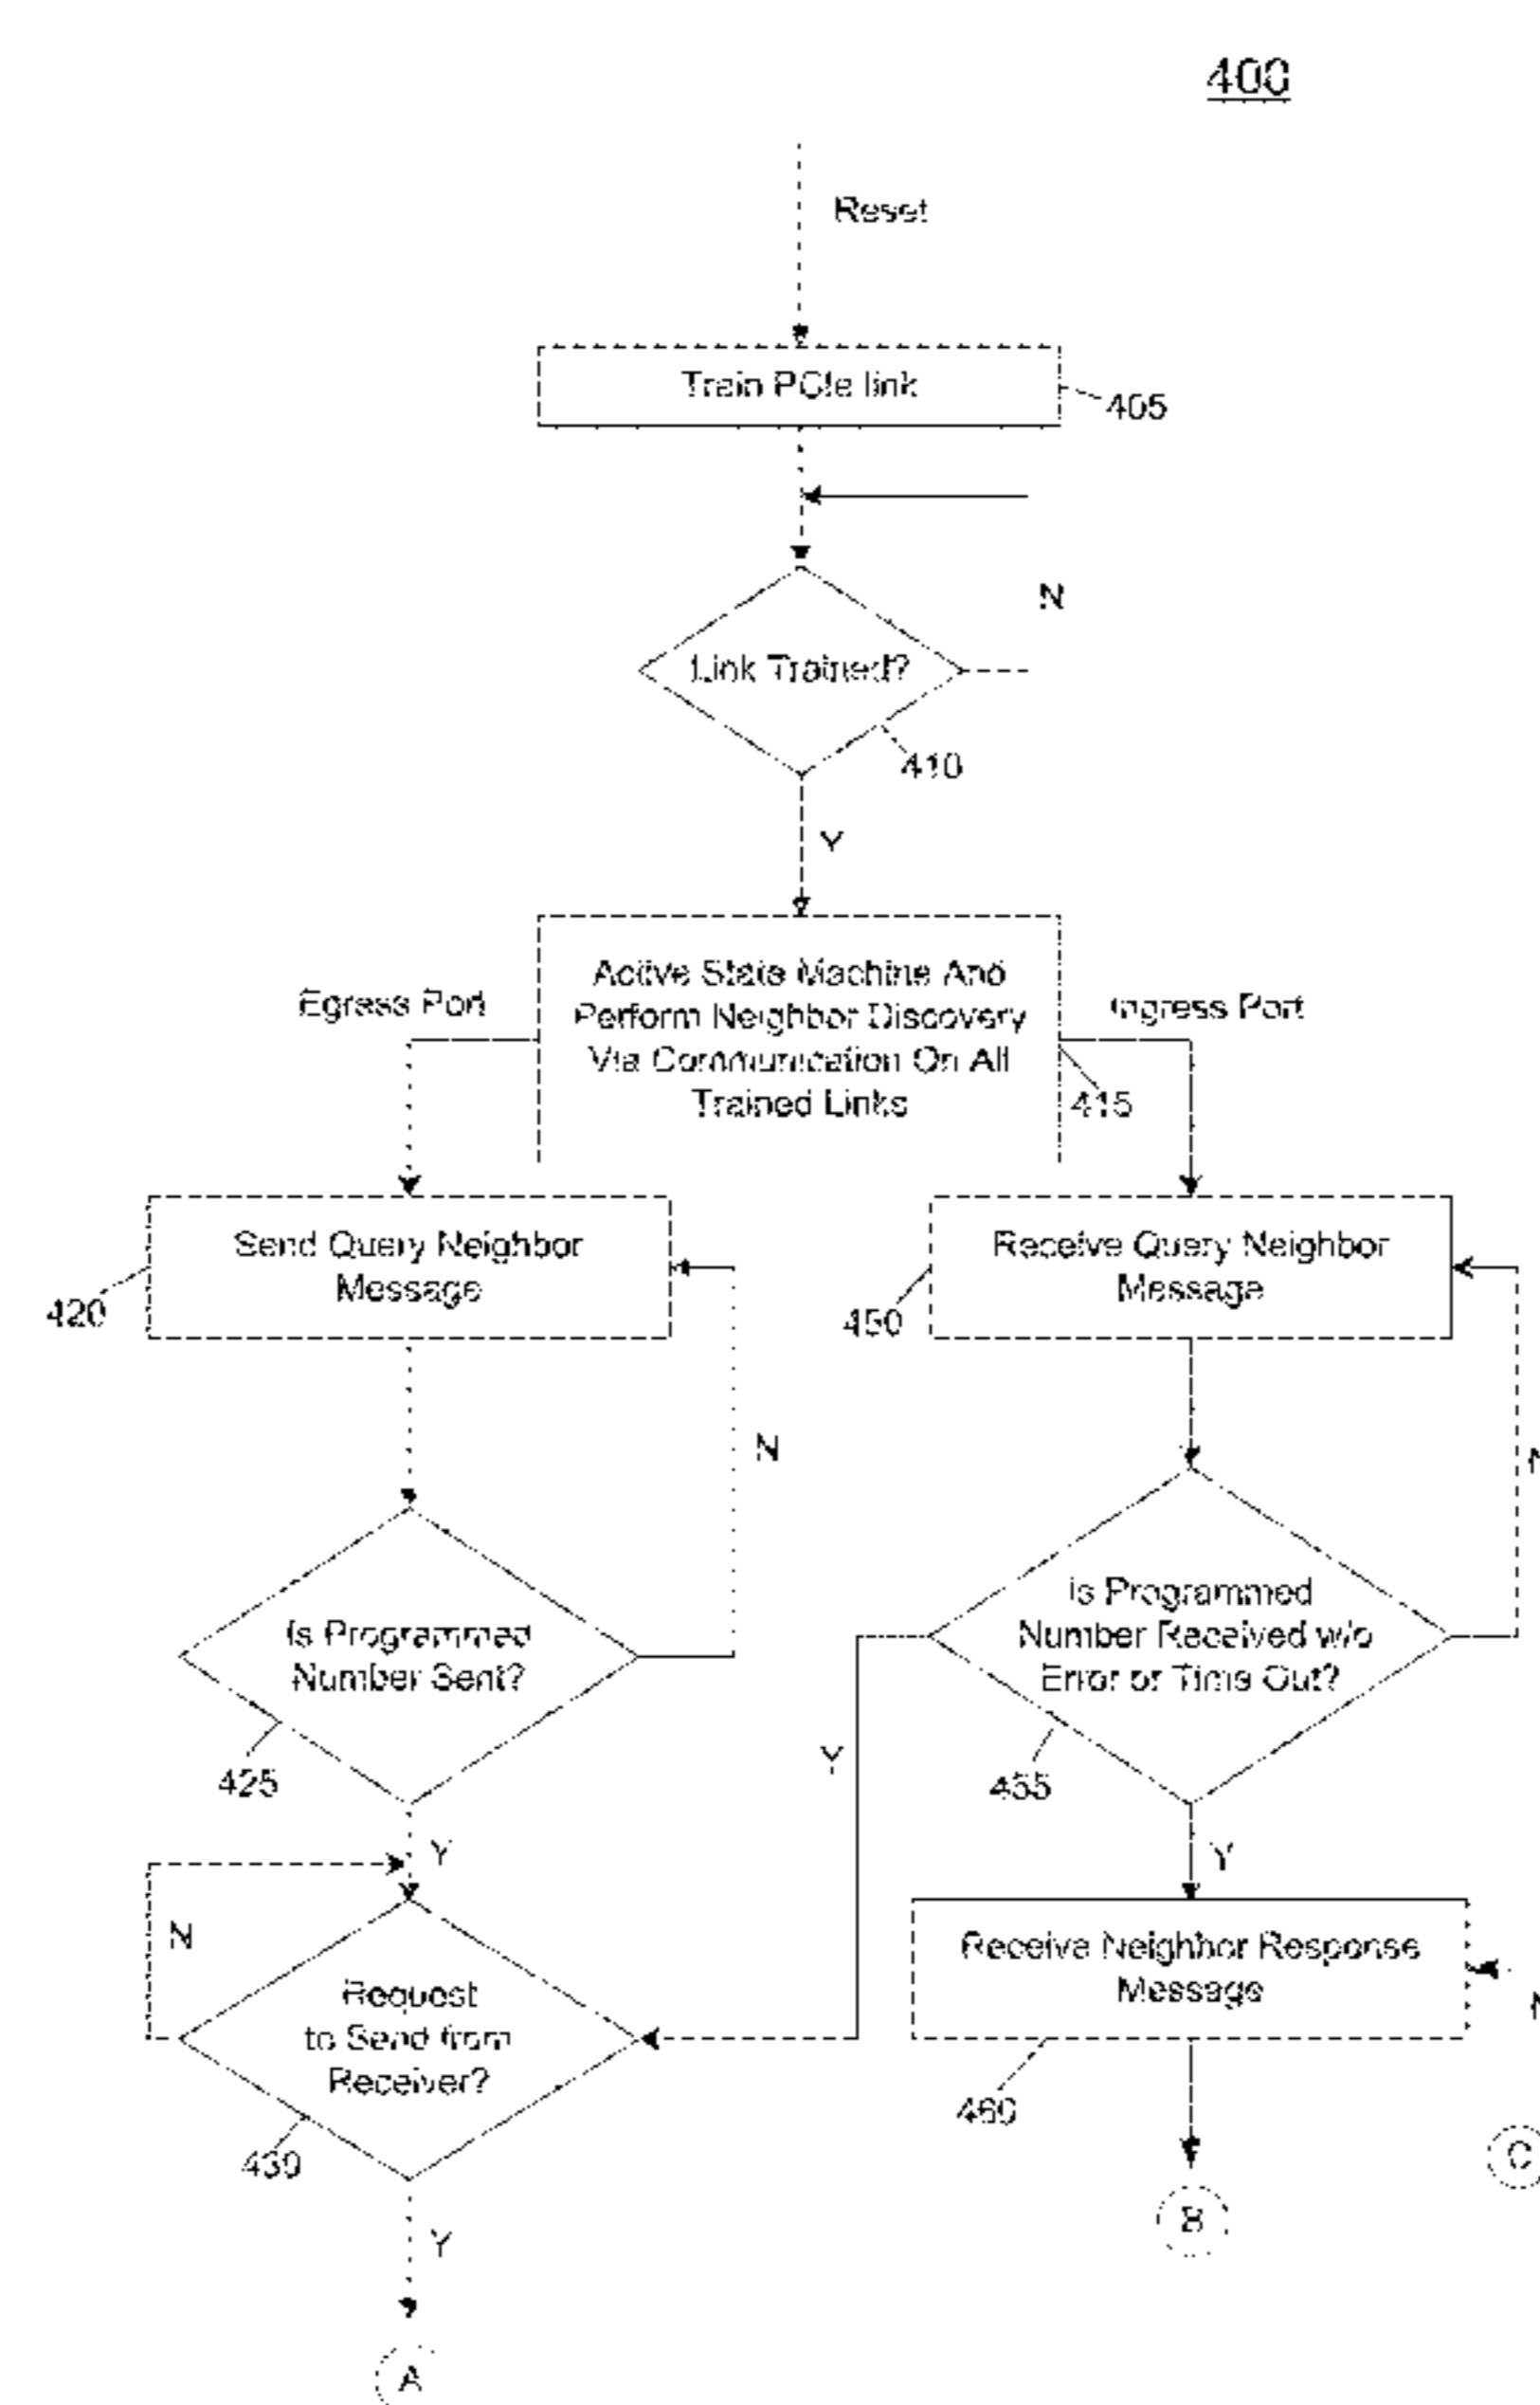 400
Reset
Train PCIe link
405
N
Link Trained?
410
Y
Active State Machine And
Perform Neighbor Discovery
Via Communication On All
Trained Links
Egress Port
Ingress Port
415
Send Query Neighbor
Message
420
Receive Query Neighbor
Message
450
N
N
Is Programmed
Number Sent?
425
Is Programmed
Number Received w/o
Error or Time Out?
455
Y
Y
Y
N
Request
to Send from
Receiver?
430
Receive Neighbor Response
Message
N
460
C
B
Y
A